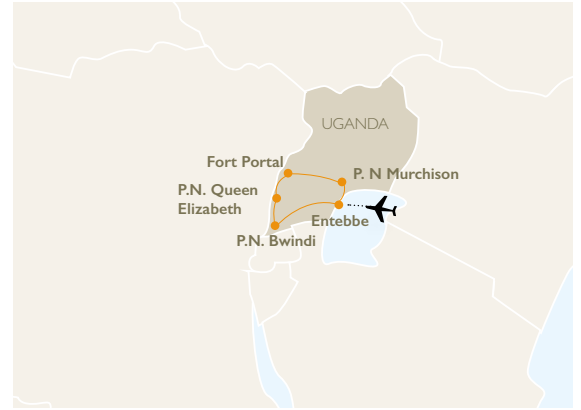 UGANDA
Fort Portal
P. N Murchison
P.N. Queen
Elizabeth
Entebbe
P.N. Bwindi